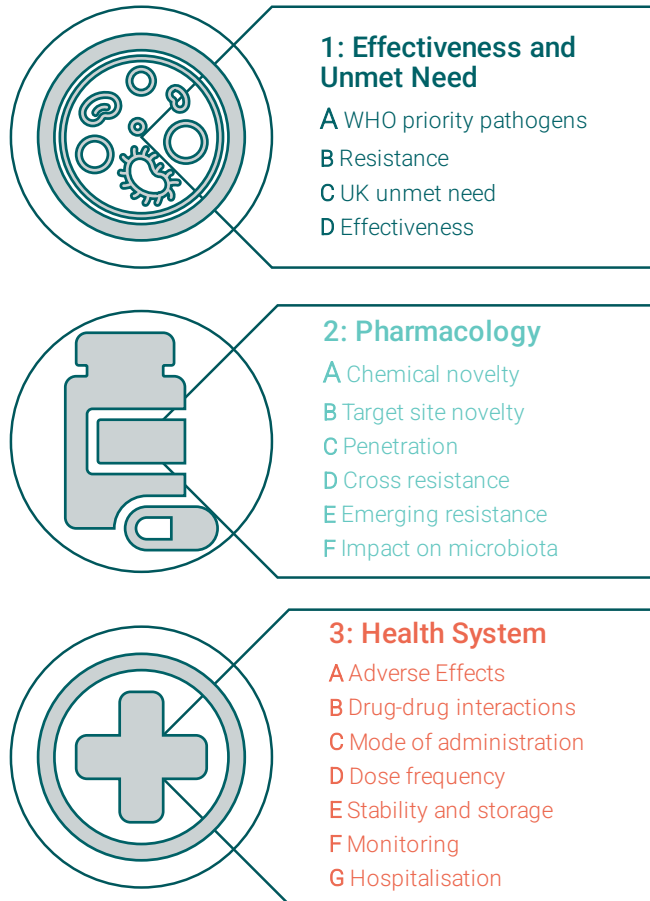 1: Effectiveness and
Unmet Need
A WHO priority pathogens
B Resistance
C UK unmet need
D Effectiveness
2: Pharmacology
A Chemical novelty
B Target site novelty
C Penetration
D Cross resistance
E Emerging resistance
F Impact on microbiota
3: Health System
A Adverse Effects
B Drug-drug interactions
C Mode of administration
D Dose frequency
E Stability and storage
F Monitoring
G Hospitalisation